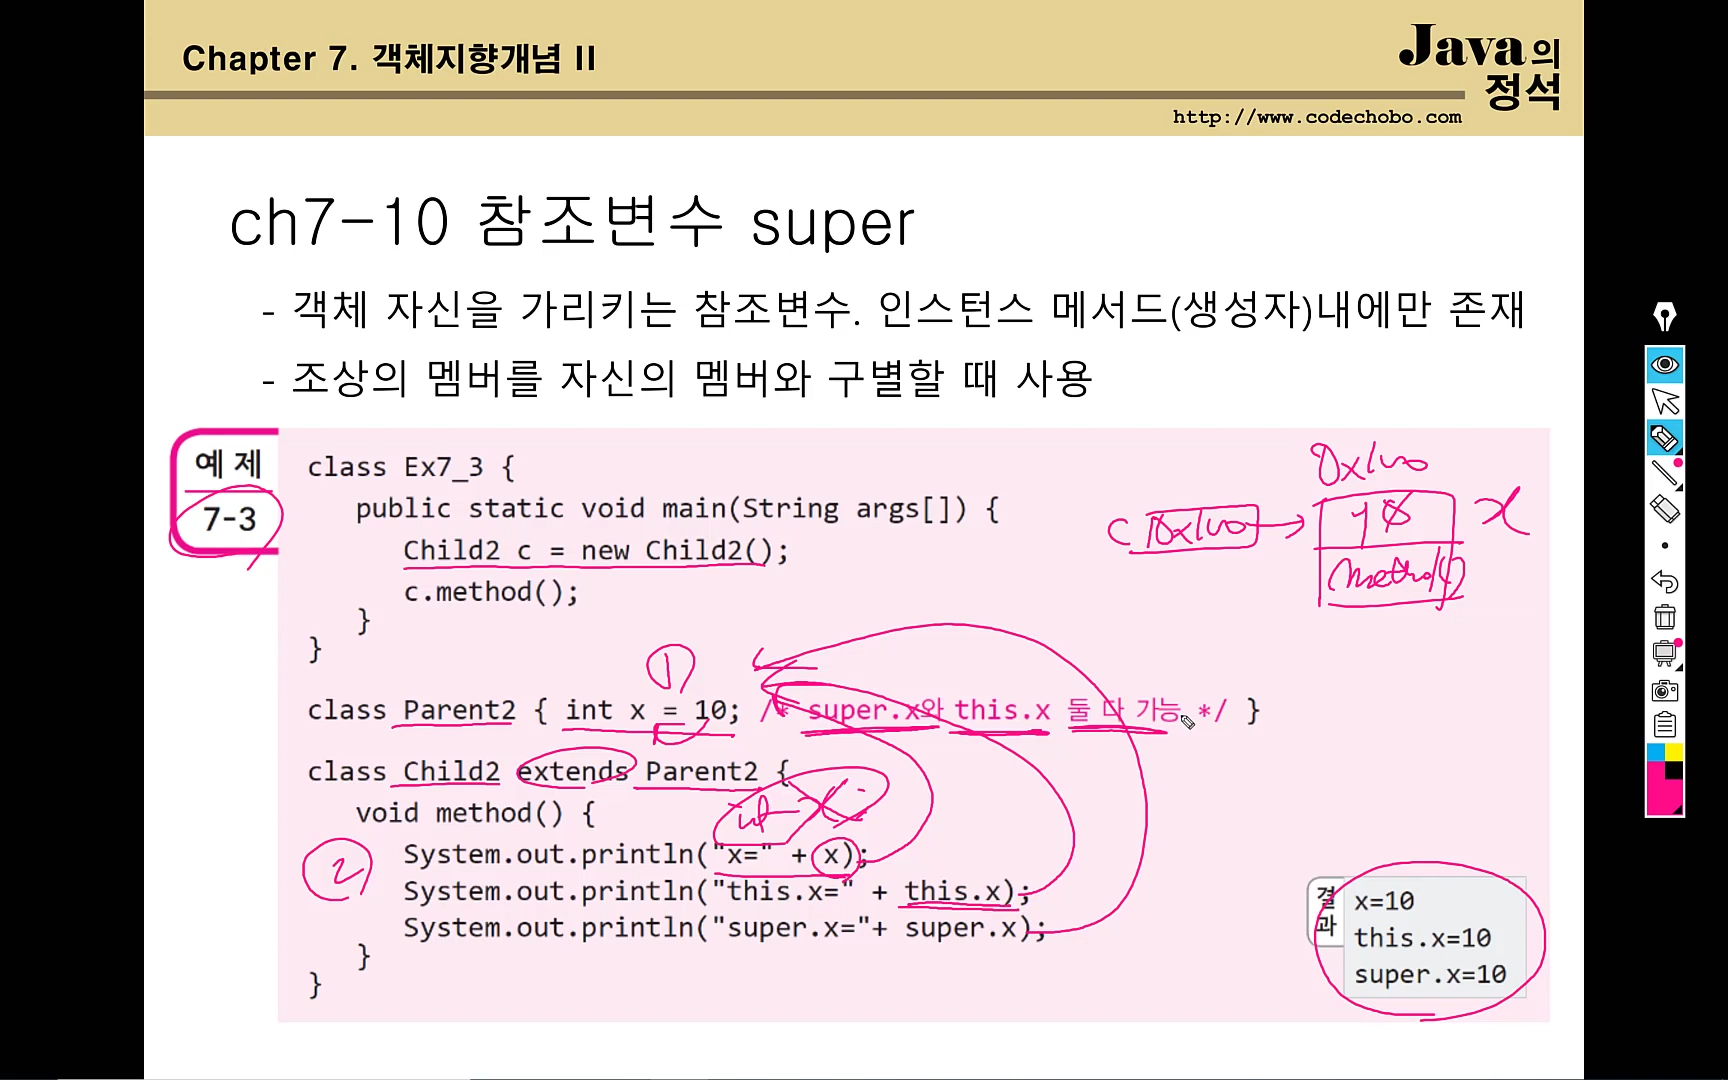 Chapter 7. 객체지향개념 II
Java의
정석
http://www.codechobo.com
ch7-10 참조변수 super
- 객체 자신을 가리키는 참조변수. 인스턴스 메서드(생성자)내에만 존재
- 조상의 멤버를 자신의 멤버와 구별할 때 사용
예제
7-3
class Ex7_3 {
public static void main(String args[]) {
Child2 c = new Child2();
c.method();
}
}
0x100
c 0x100
10 x
method()
1
class Parent2 { int x = 10; /* super.x와 this.x 둘 다 가능 */ }
class Child2 extends Parent2 {
void method() {
int x;
2
System.out.println("x=" + x);
System.out.println("this.x=" + this.x);
System.out.println("super.x="+ super.x);
}
}
결과
x=10
this.x=10
super.x=10